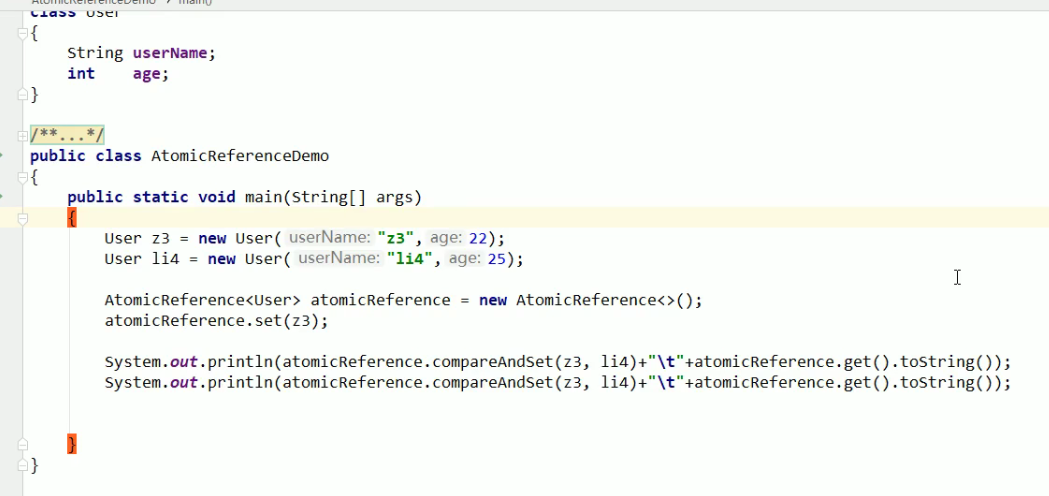 AtomicReferenceDemo > main()
class User
{
    String userName;
    int    age;
}
/**...*/
public class AtomicReferenceDemo
{
    public static void main(String[] args)
    {
        User z3 = new User( userName: "z3", age: 22);
        User li4 = new User( userName: "li4", age: 25);
        AtomicReference<User> atomicReference = new AtomicReference<>();
        atomicReference.set(z3);
        System.out.println(atomicReference.compareAndSet(z3, li4)+"\t"+atomicReference.get().toString());
        System.out.println(atomicReference.compareAndSet(z3, li4)+"\t"+atomicReference.get().toString());
    }
}